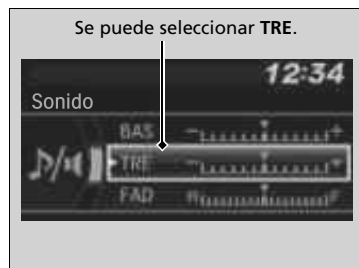 Se puede seleccionar TRE.
12:34
Sonido
BAS − +
TRE − +
FAD R F